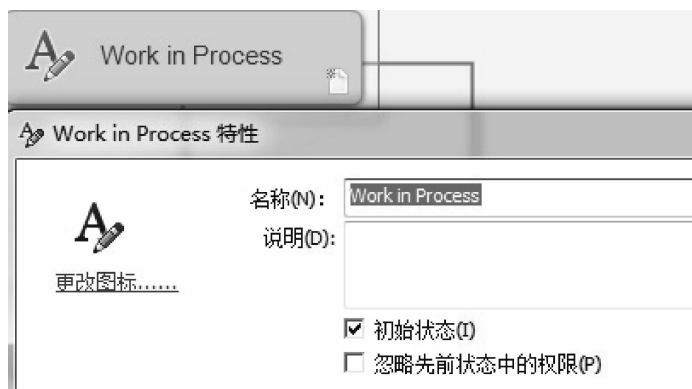 Work in Process
Work in Process 特性
名称(N): Work in Process
说明(D):
更改图标......
初始状态(I)
忽略先前状态中的权限(P)